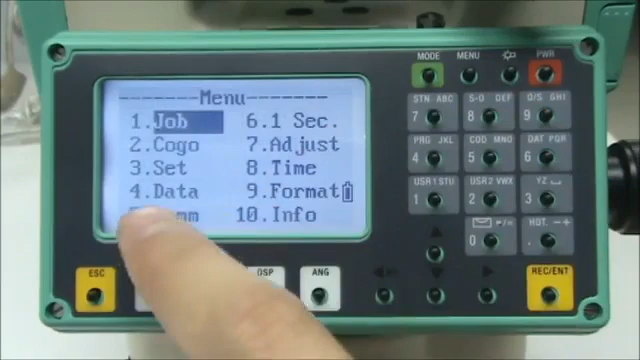 MODE MENU PWR
-------Menu-------
1.Job 6.1 Sec.
2.Cogo 7.Adjust
3.Set 8.Time
4.Data 9.Format
mm 10.Info
STN ABC S-O DEF O/S GHI
7 8 9
PRG JKL COD MNO DAT PQR
4 5 6
USR1 STU USR2 VWX YZ
1 2 3
HOT -+
0 .
ESC DSP ANG REC/ENT